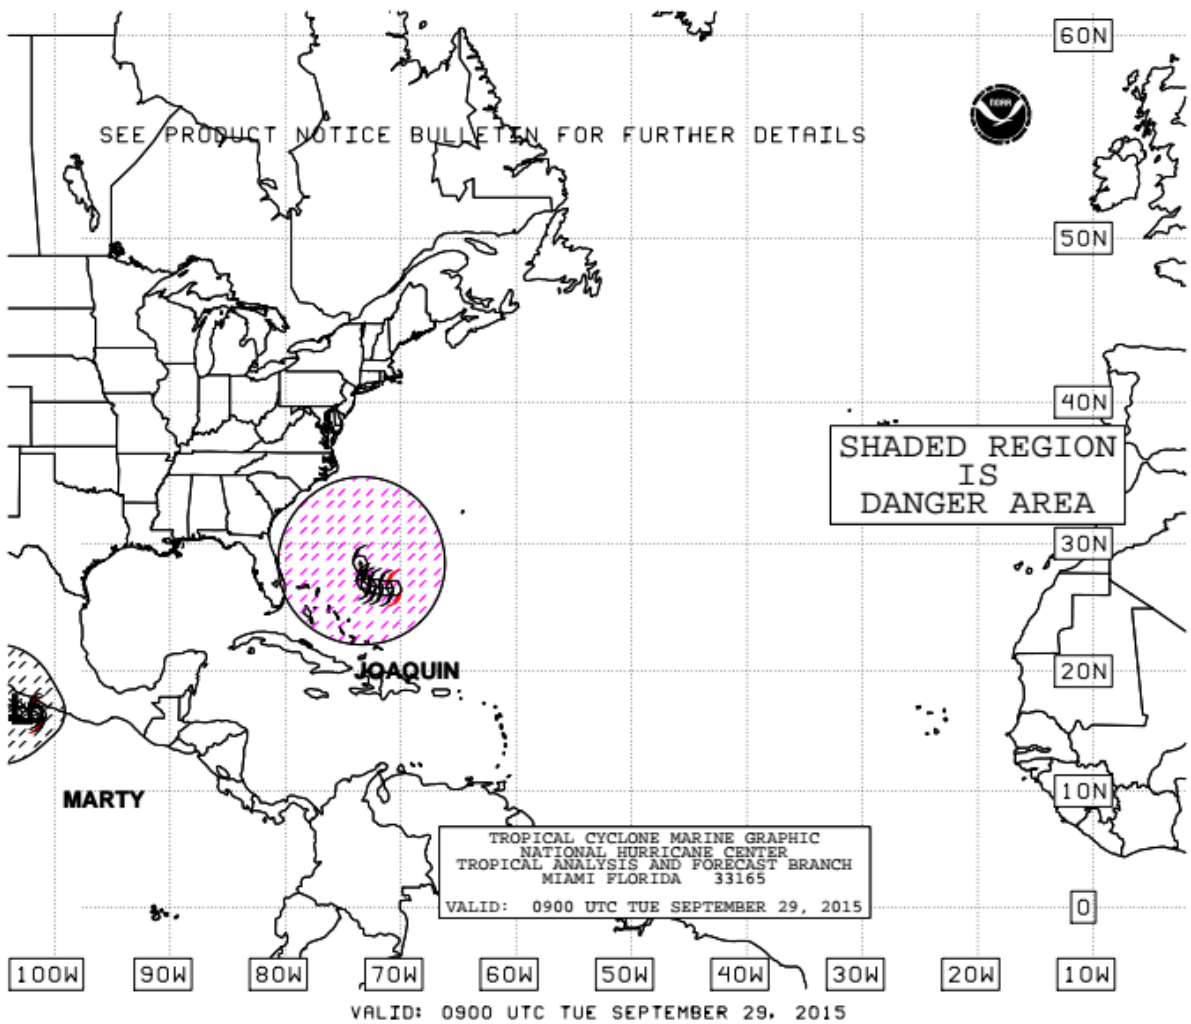 60N
NOAA
SEE PRODUCT NOTICE BULLETIN FOR FURTHER DETAILS
50N
40N
SHADED REGION
IS
DANGER AREA
30N
JOAQUIN
20N
L
MARTY
10N
TROPICAL CYCLONE MARINE GRAPHIC
NATIONAL HURRICANE CENTER
TROPICAL ANALYSIS AND FORECAST BRANCH
MIAMI FLORIDA 33165
VALID: 0900 UTC TUE SEPTEMBER 29, 2015
0
100W 90W 80W 70W 60W 50W 40W 30W 20W 10W
VALID: 0900 UTC TUE SEPTEMBER 29, 2015